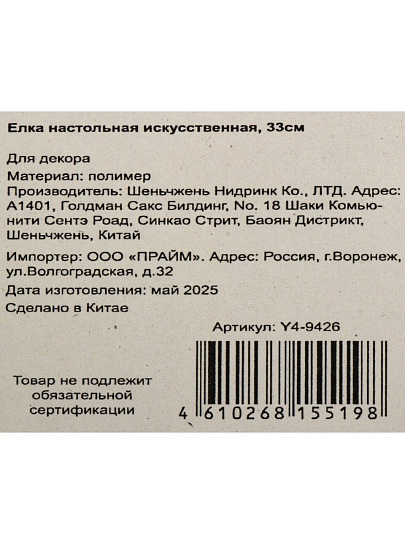 Елка настольная искусственная, 33см
Для декора
Материал: полимер
Производитель: Шеньчжень Нидринк Ко., ЛТД. Адрес:
А1401, Голдман Сакс Билдинг, No. 18 Шаки Комью-
нити Сентэ Роад, Синкао Стрит, Баоян Дистрикт,
Шеньчжень, Китай
Импортер: ООО «ПРАЙМ». Адрес: Россия, г.Воронеж,
ул.Волгоградская, д.32
Дата изготовления: май 2025
Сделано в Китае
Артикул: Y4-9426
Товар не подлежит
обязательной
сертификации
4 610268 155198